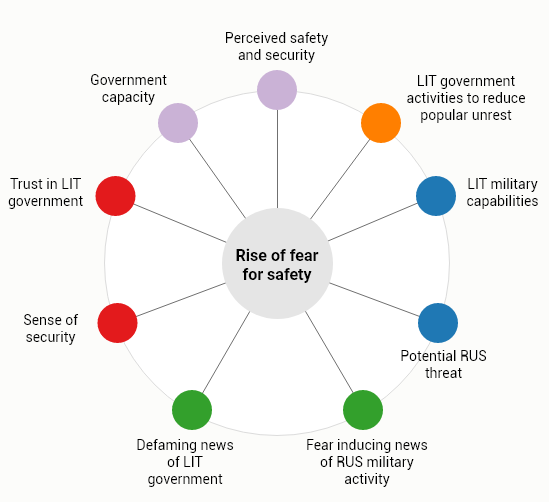 Perceived safety
and security
Government
capacity
LIT government
activities to reduce
popular unrest
Trust in LIT
government
LIT military
capabilities
Rise of fear
for safety
Sense of
security
Potential RUS
threat
Defaming news
of LIT
government
Fear inducing news
of RUS military
activity